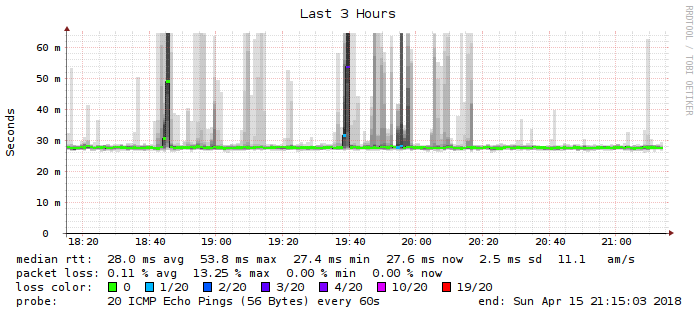 Last 3 Hours
RRDTOOL / TOBI OETIKER
Seconds
60 m
50 m
40 m
30 m
20 m
10 m
0
18:20 18:40 19:00 19:20 19:40 20:00 20:20 20:40 21:00
median rtt: 28.0 ms avg 53.8 ms max 27.4 ms min 27.6 ms now 2.5 ms sd 11.1 am/s
packet loss: 0.11 % avg 13.25 % max 0.00 % min 0.00 % now
loss color: 0 1/20 2/20 3/20 4/20 10/20 19/20
probe: 20 ICMP Echo Pings (56 Bytes) every 60s end: Sun Apr 15 21:15:03 2018